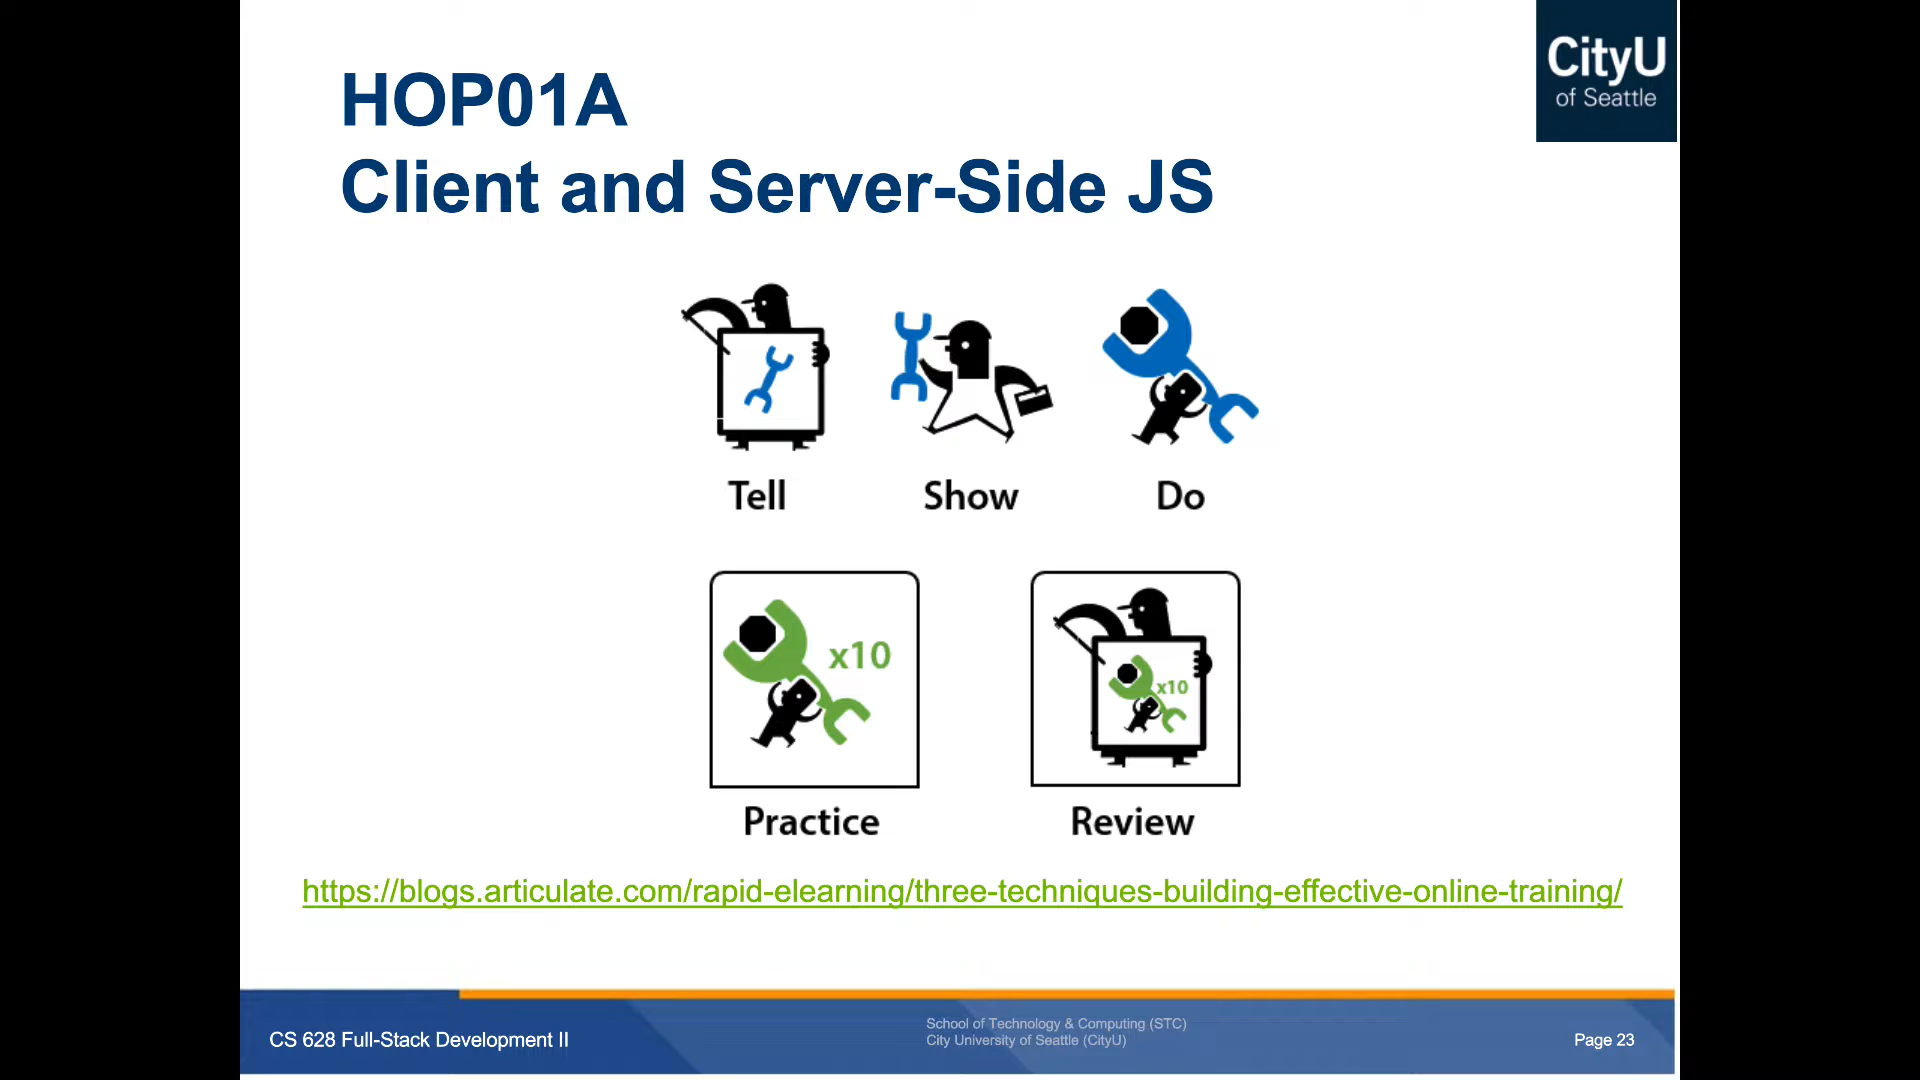 CityU
of Seattle
HOP01A
Client and Server-Side JS
Tell
Show
Do
x10
x10
Practice
Review
https://blogs.articulate.com/rapid-elearning/three-techniques-building-effective-online-training/
CS 628 Full-Stack Development II
School of Technology & Computing (STC)
City University of Seattle (CityU)
Page 23